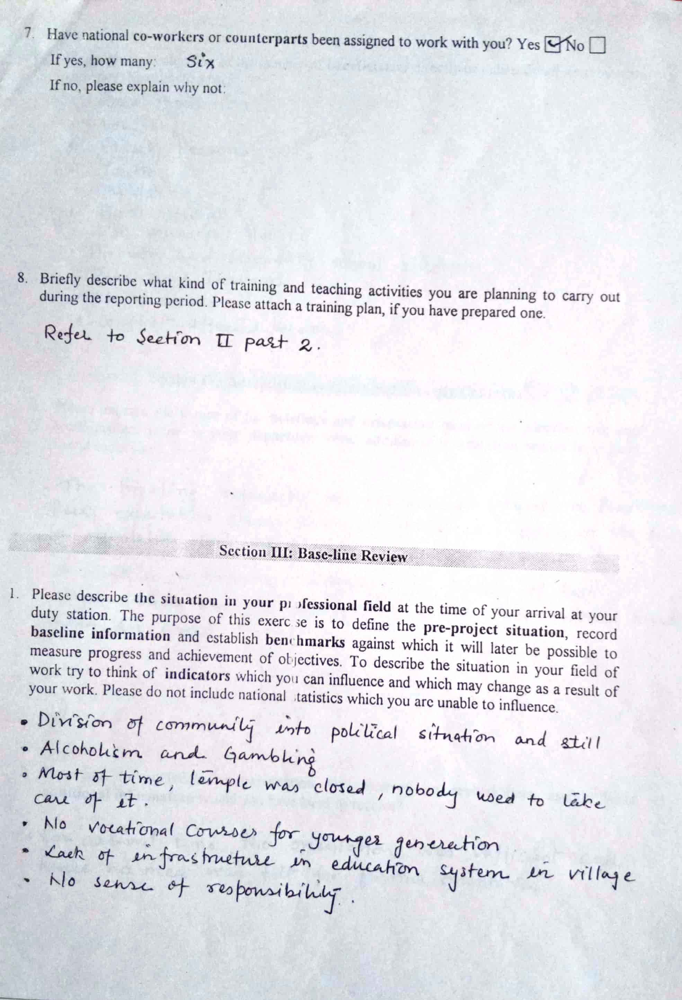 7. Have national co-workers or counterparts been assigned to work with you? Yes ☑ No ☐
If yes, how many: Six
If no, please explain why not:
8. Briefly describe what kind of training and teaching activities you are planning to carry out
during the reporting period. Please attach a training plan, if you have prepared one.
Refer to Section II part 2.
Section III: Base-line Review
1. Please describe the situation in your pr ofessional field at the time of your arrival at your
duty station. The purpose of this exerc se is to define the pre-project situation, record
baseline information and establish benchmarks against which it will later be possible to
measure progress and achievement of objectives. To describe the situation in your field of
work try to think of indicators which you can influence and which may change as a result of
your work. Please do not include national statistics which you are unable to influence.
• Division of community into political situation and still
• Alcoholism and Gambling
• Most of time, temple was closed, nobody used to take
care of it.
• No vocational Courses for younger generation
• Lack of infrastructure in education system in village
• No sense of responsibility.